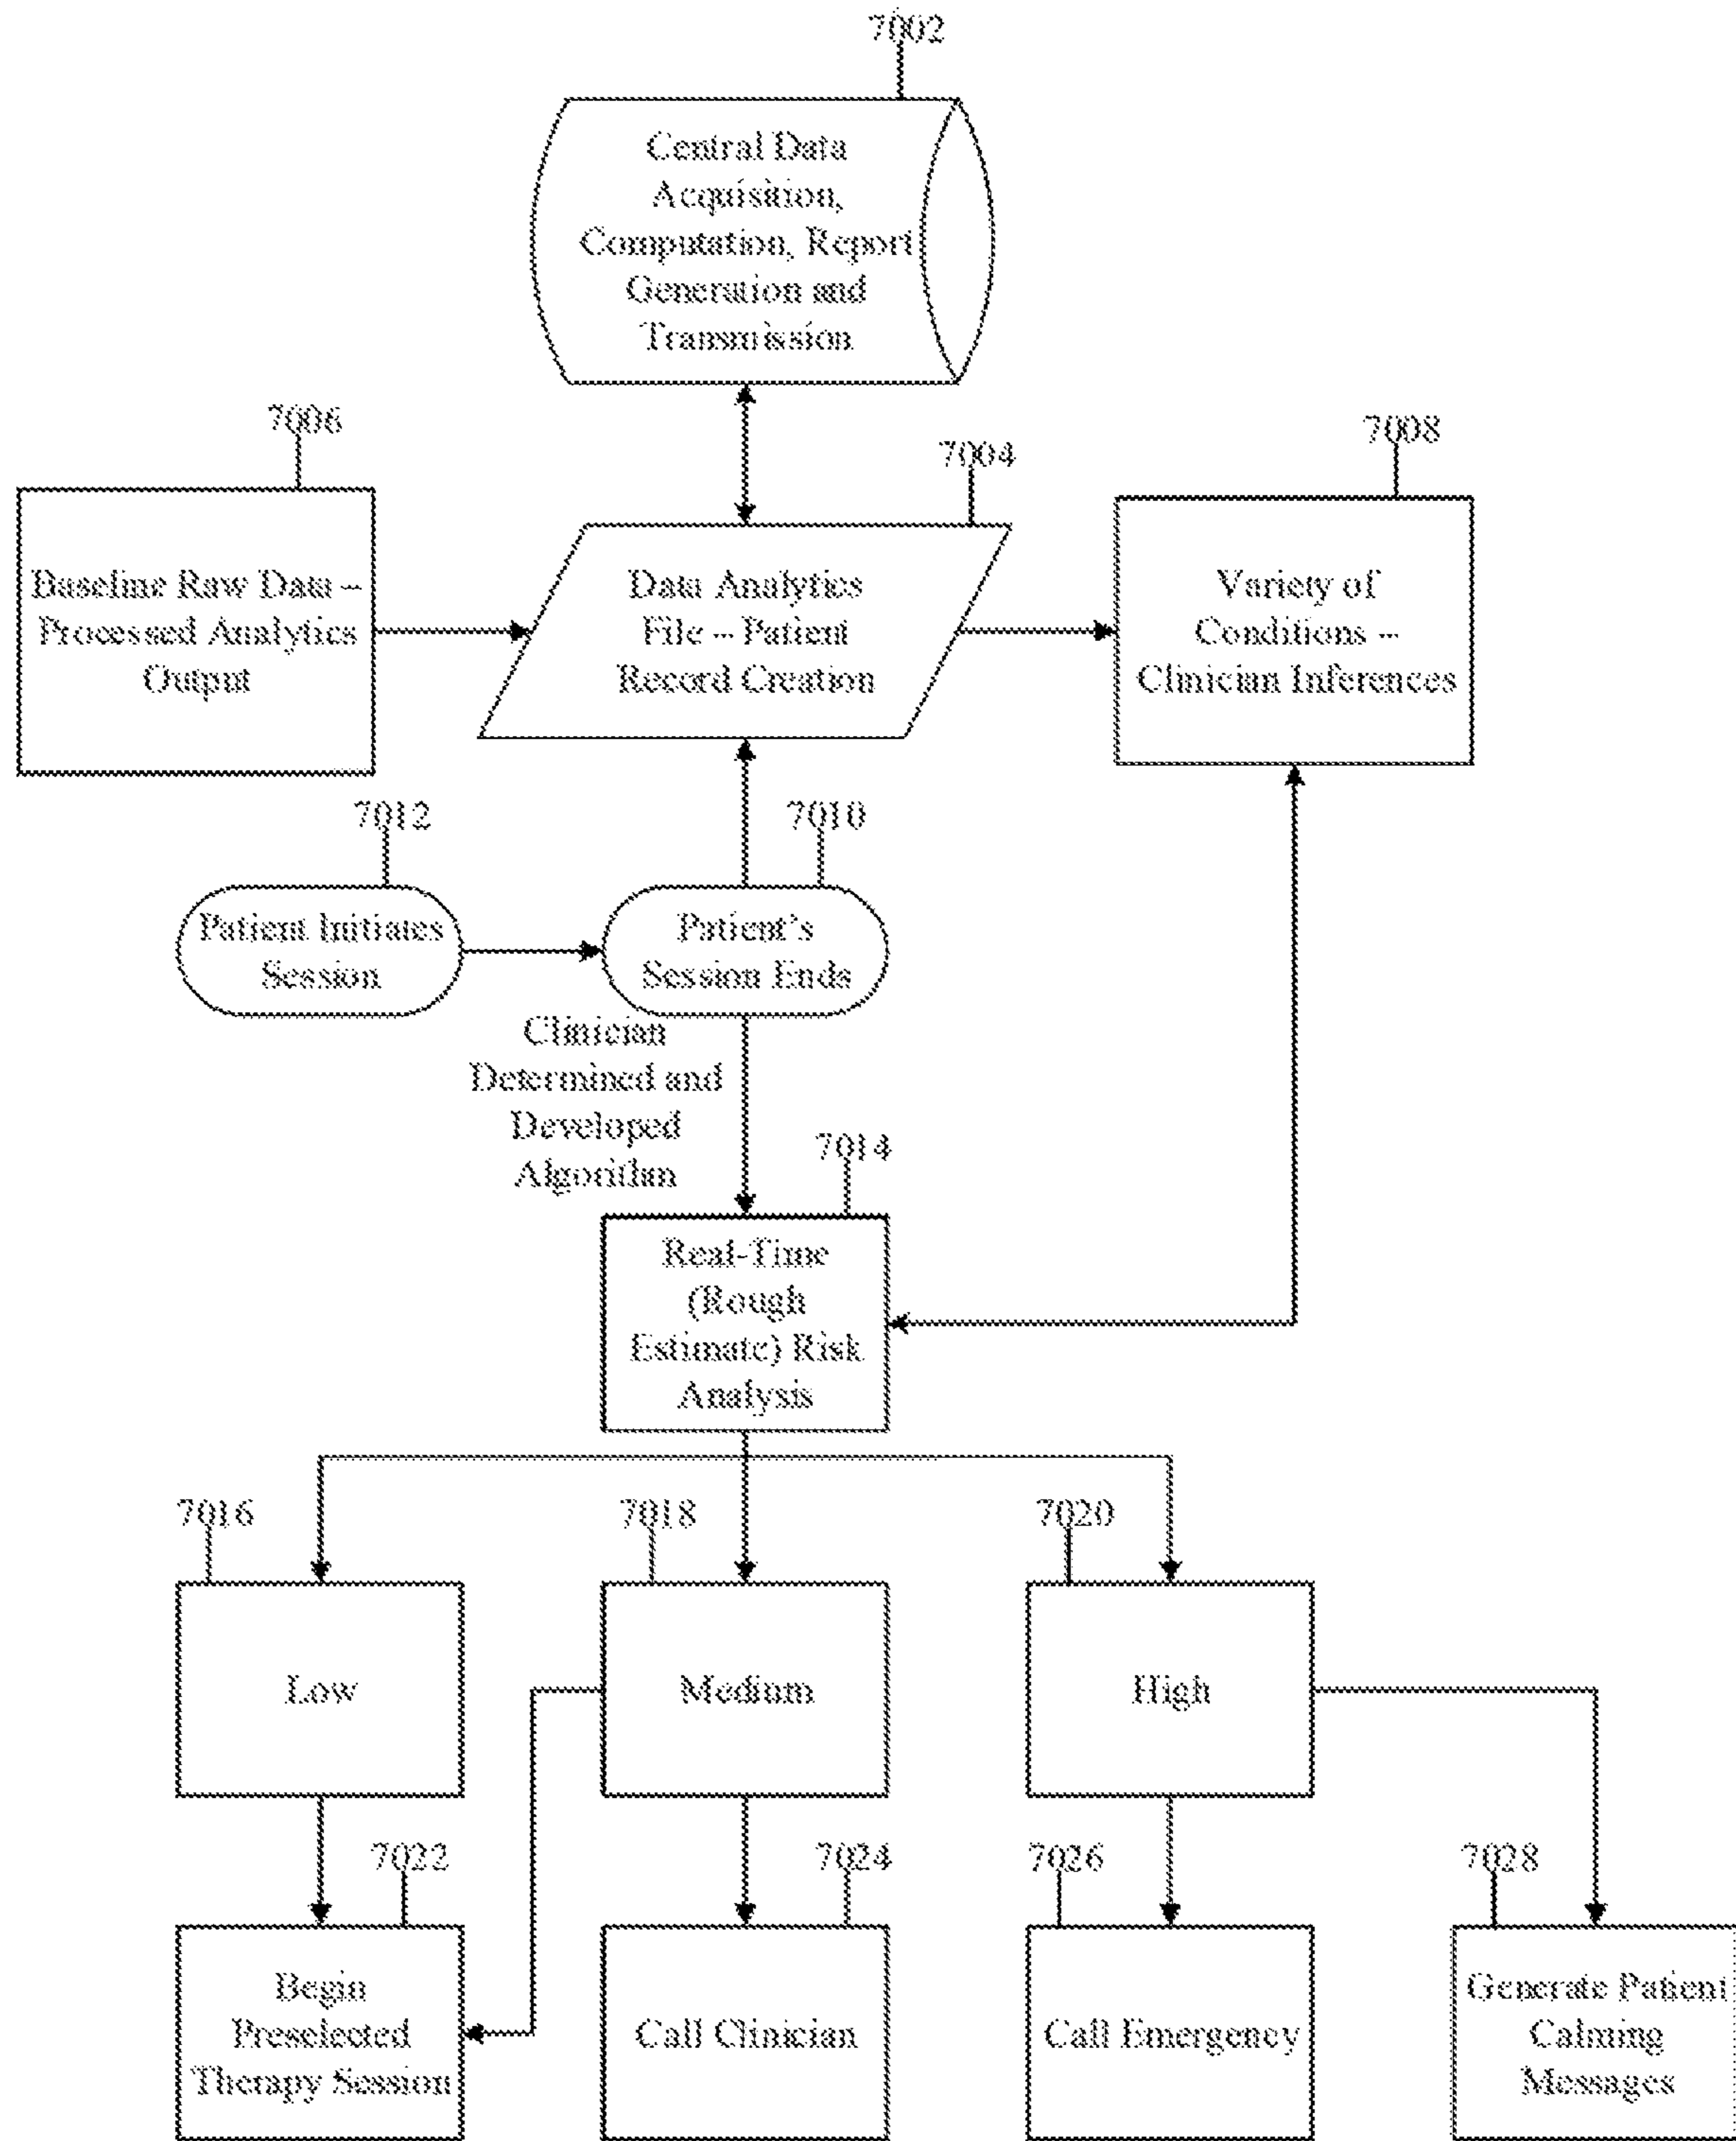 7002
Central Data
Acquisition,
Computation, Report
Generation and
Transmission
7006
7004
7008
Baseline Raw Data –
Processed Analytics
Output
Data Analytics
File – Patient
Record Creation
Variety of
Conditions –
Clinician Inferences
7012
7010
Patient Initiates
Session
Patient's
Session Ends
Clinician
Determined and
Developed
Algorithm
7014
Real-Time
(Rough
Estimate) Risk
Analysis
7016
7018
7020
Low
Medium
High
7022
7024
7026
7028
Begin
Preselected
Therapy Session
Call Clinician
Call Emergency
Generate Patient
Calming
Messages